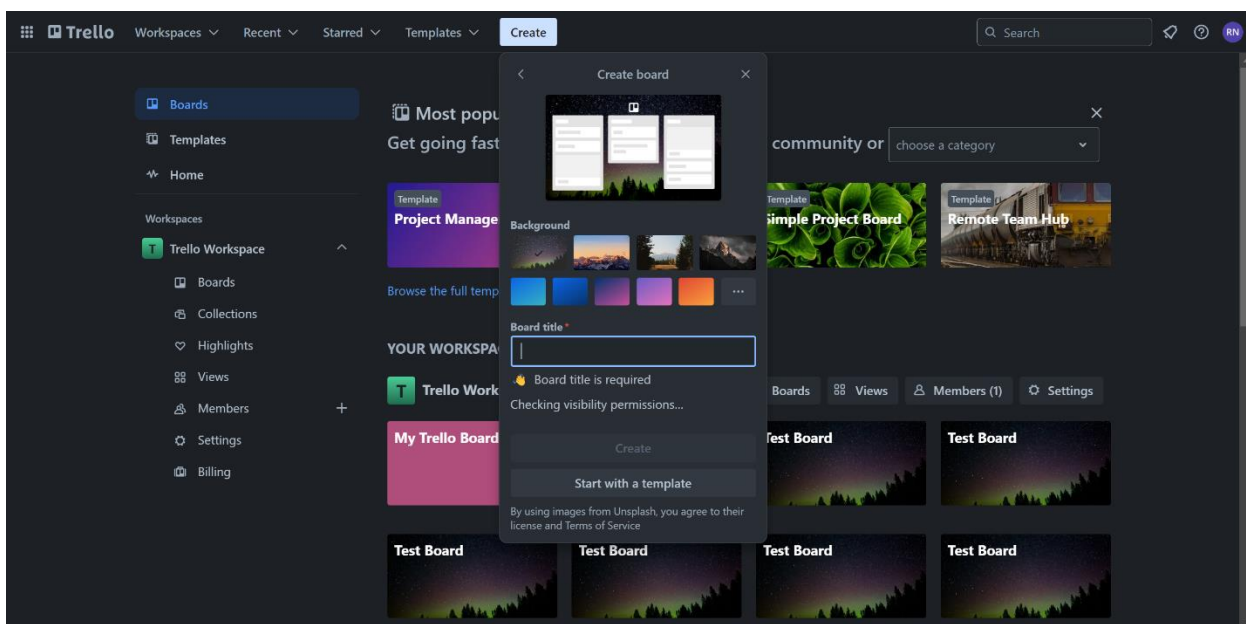 Trello
Workspaces
Recent
Starred
Templates
Create
Search
RN
Boards
Templates
Home
Workspaces
T Trello Workspace
Boards
Collections
Highlights
Views
Members
Settings
Billing
Most popu
Get going fast
community or
choose a category
Template
Project Manage
Template
Simple Project Board
Template
Remote Team Hub
Browse the full temp
YOUR WORKSPA
T Trello Work
Boards
Views
Members (1)
Settings
My Trello Board
Test Board
Test Board
Test Board
Test Board
Test Board
Test Board
Create board
Background
Board title*
👋 Board title is required
Checking visibility permissions...
Create
Start with a template
By using images from Unsplash, you agree to their
license and Terms of Service